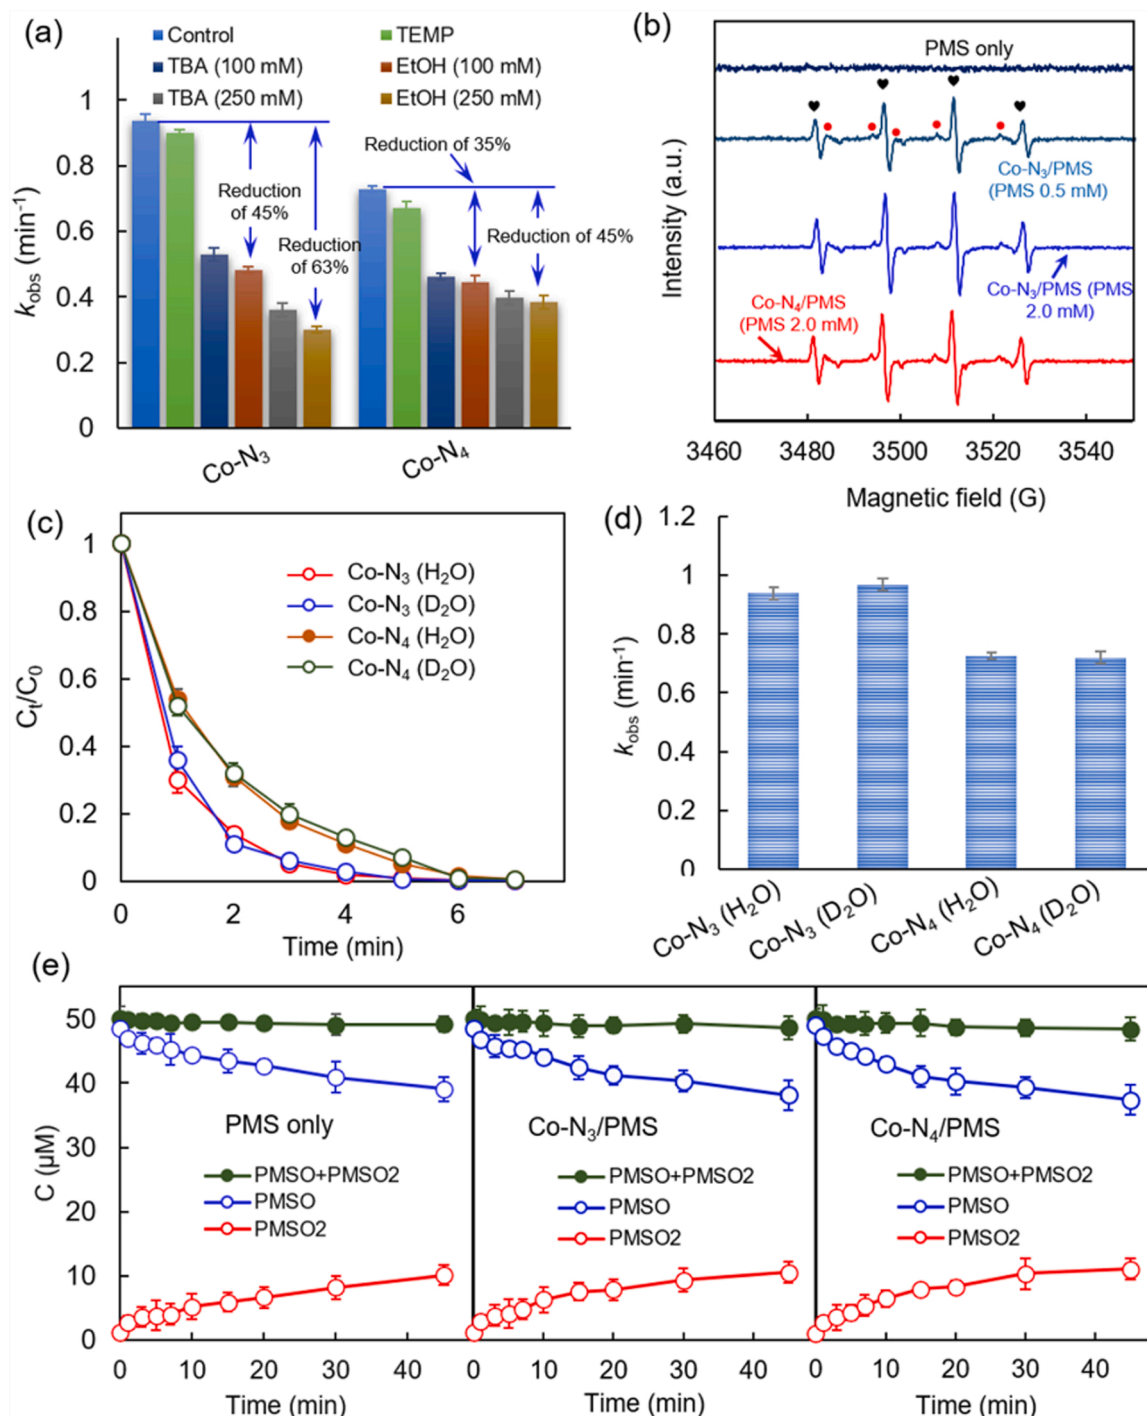 (a)
Control
TEMP
TBA (100 mM)
EtOH (100 mM)
TBA (250 mM)
EtOH (250 mM)
k_obs (min⁻¹)
1
0.8
0.6
0.4
0.2
0
Reduction of 35%
Reduction
of 45%
Reduction
of 63%
Reduction of 45%
Co-N₃
Co-N₄
(b)
PMS only
♥ ♥ ♥ ♥
Co-N₃/PMS
(PMS 0.5 mM)
Co-N₃/PMS (PMS
2.0 mM)
Co-N₄/PMS
(PMS 2.0 mM)
Intensity (a.u.)
3460 3480 3500 3520 3540
Magnetic field (G)
(c)
Co-N₃ (H₂O)
Co-N₃ (D₂O)
Co-N₄ (H₂O)
Co-N₄ (D₂O)
Cₜ/C₀
1
0.8
0.6
0.4
0.2
0
0 2 4 6
Time (min)
(d)
k_obs (min⁻¹)
1.2
1
0.8
0.6
0.4
0.2
0
Co-N₃ (H₂O)
Co-N₃ (D₂O)
Co-N₄ (H₂O)
Co-N₄ (D₂O)
(e)
C (µM)
50
40
30
20
10
0
PMS only
PMSO+PMSO2
PMSO
PMSO2
0 10 20 30 40
Time (min)
Co-N₃/PMS
PMSO+PMSO2
PMSO
PMSO2
0 10 20 30 40
Time (min)
Co-N₄/PMS
PMSO+PMSO2
PMSO
PMSO2
0 10 20 30 40
Time (min)